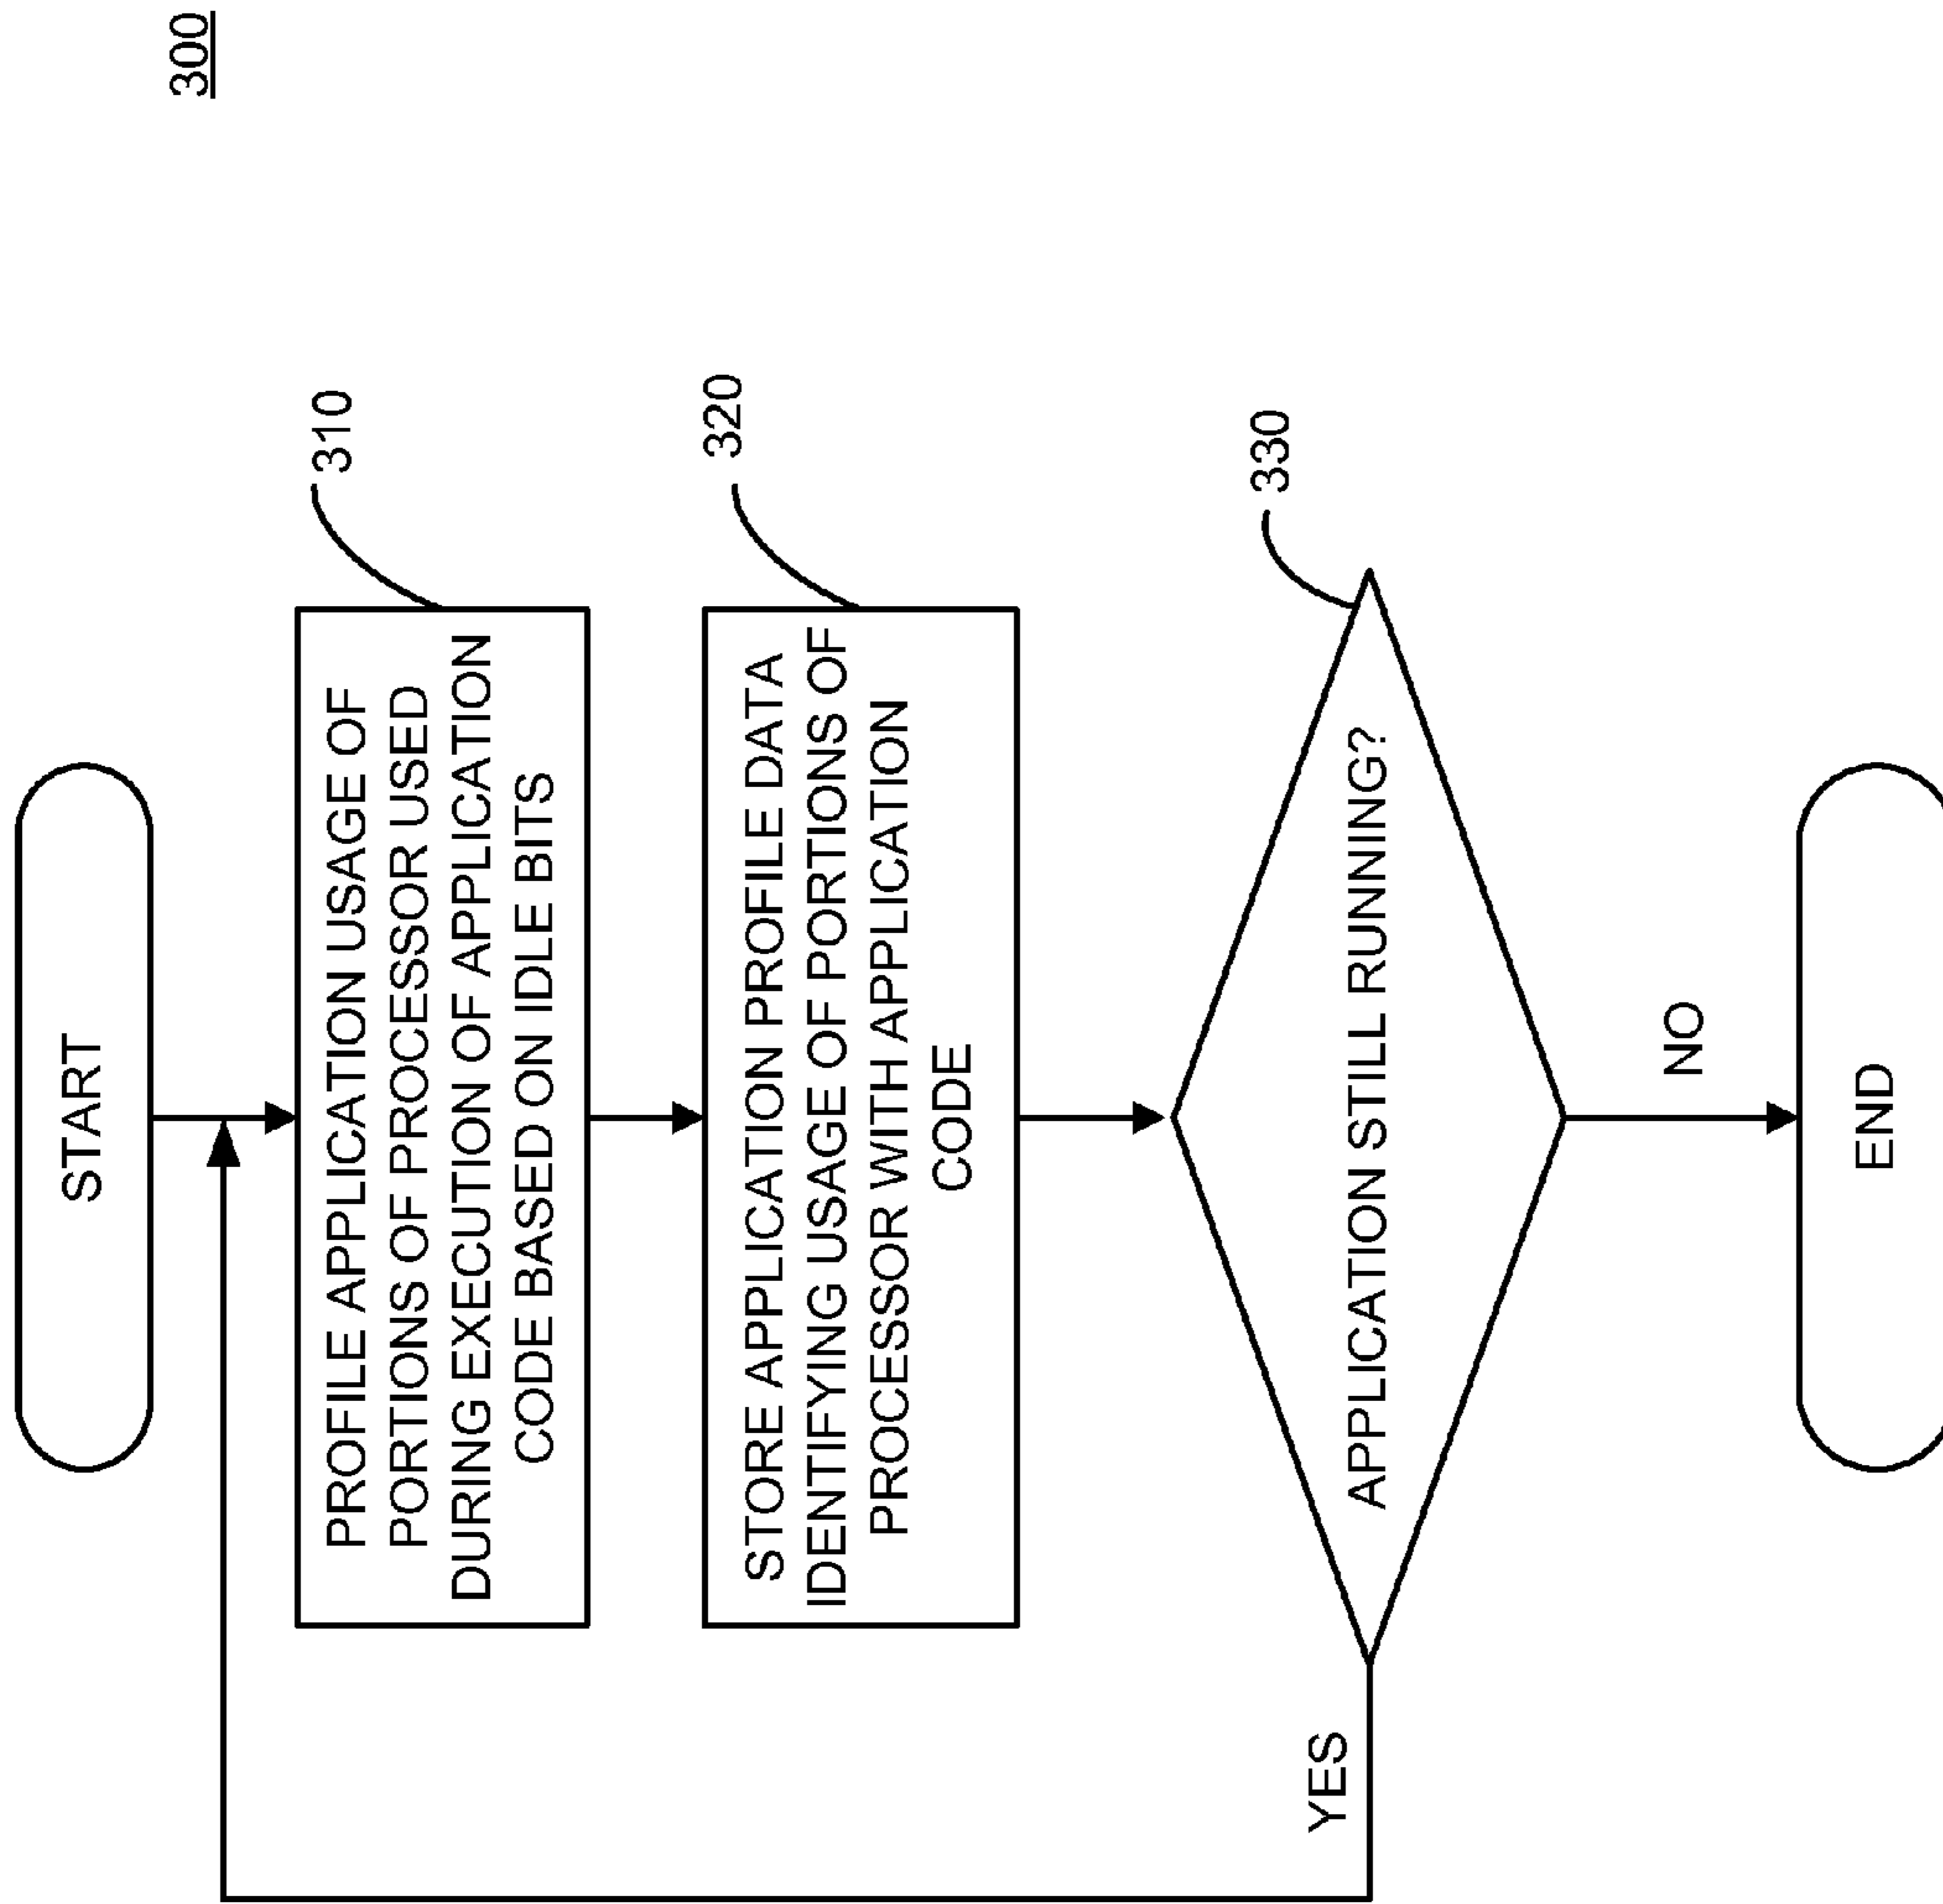 300
START
PROFILE APPLICATION USAGE OF
PORTIONS OF PROCESSOR USED
DURING EXECUTION OF APPLICATION
CODE BASED ON IDLE BITS
310
STORE APPLICATION PROFILE DATA
IDENTIFYING USAGE OF PORTIONS OF
PROCESSOR WITH APPLICATION
CODE
320
APPLICATION STILL RUNNING?
330
YES
NO
END